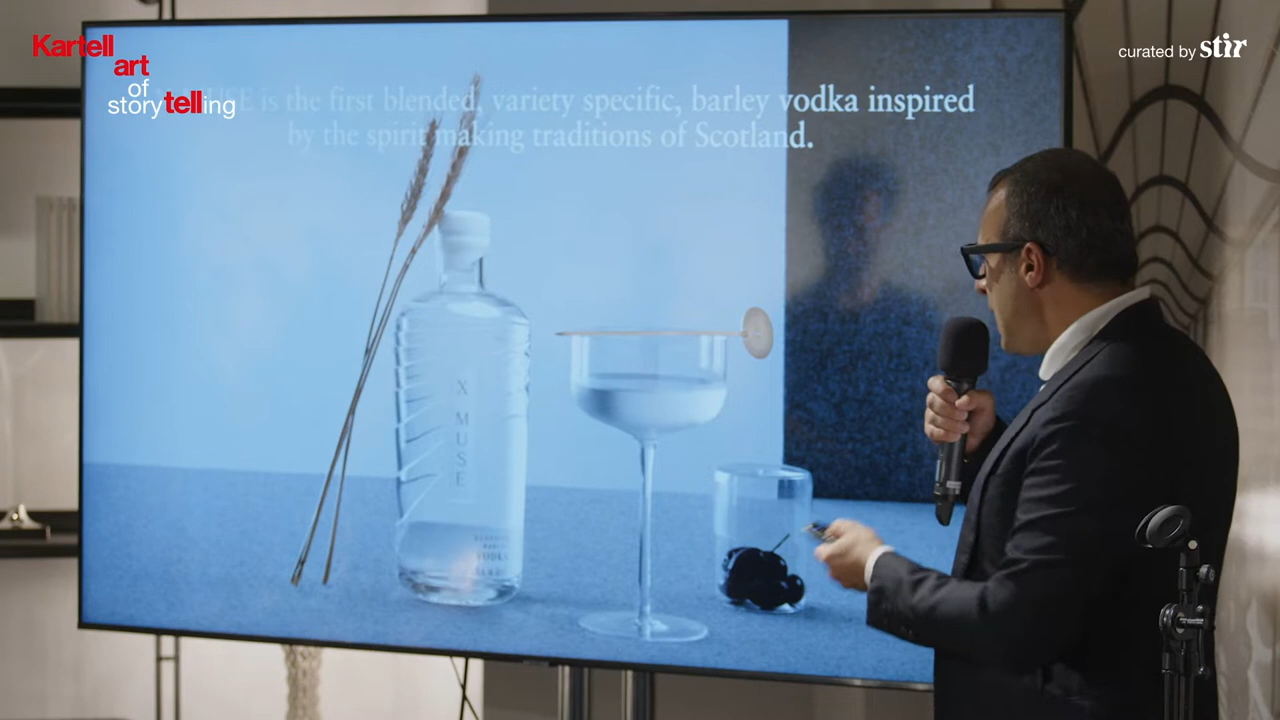 Kartell
art
of
storytelling
curated by stir
is the first blended, variety specific, barley vodka inspired
by the spirit making traditions of Scotland.
X MUSE
VODKA